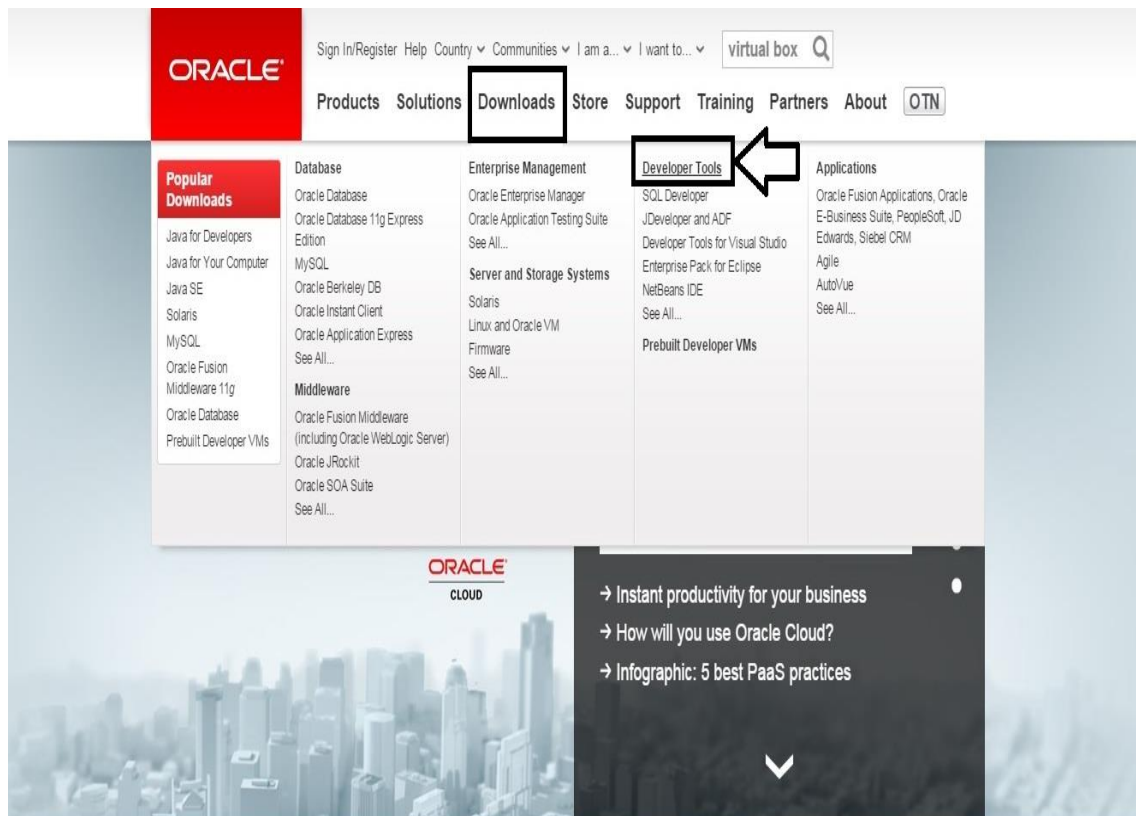 ORACLE
Sign In/Register Help Country Communities I am a... I want to... virtual box
Products Solutions Downloads Store Support Training Partners About OTN
Popular
Downloads
Java for Developers
Java for Your Computer
Java SE
Solaris
MySQL
Oracle Fusion
Middleware 11g
Oracle Database
Prebuilt Developer VMs
Database
Oracle Database
Oracle Database 11g Express
Edition
MySQL
Oracle Berkeley DB
Oracle Instant Client
Oracle Application Express
See All...
Middleware
Oracle Fusion Middleware
(including Oracle WebLogic Server)
Oracle JRockit
Oracle SOA Suite
See All...
Enterprise Management
Oracle Enterprise Manager
Oracle Application Testing Suite
See All...
Server and Storage Systems
Solaris
Linux and Oracle VM
Firmware
See All...
Developer Tools
SQL Developer
JDeveloper and ADF
Developer Tools for Visual Studio
Enterprise Pack for Eclipse
NetBeans IDE
See All...
Prebuilt Developer VMs
Applications
Oracle Fusion Applications, Oracle
E-Business Suite, PeopleSoft, JD
Edwards, Siebel CRM
Agile
AutoVue
See All...
ORACLE
CLOUD
→ Instant productivity for your business
→ How will you use Oracle Cloud?
→ Infographic: 5 best PaaS practices